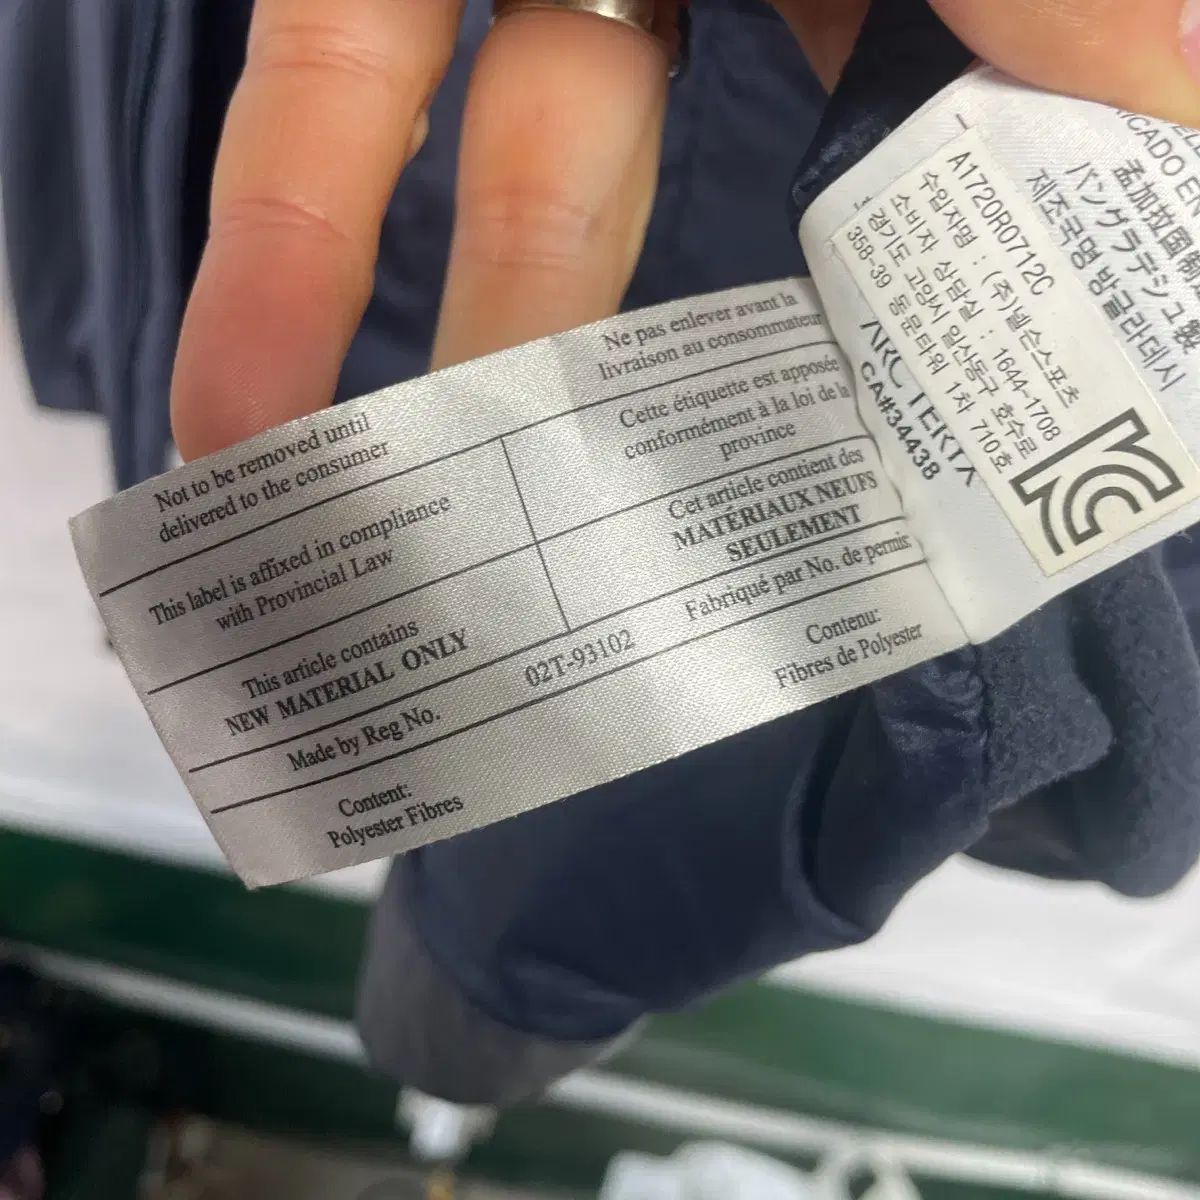 Not to be removed until
delivered to the consumer
Ne pas enlever avant la
livraison au consommateur
This label is affixed in compliance
with Provincial Law
Cette étiquette est apposée
conformément à la loi de la
province
This article contains
NEW MATERIAL ONLY
Cet article contient des
MATÉRIAUX NEUFS
SEULEMENT
Made by Reg No.
02T-93102
Fabriqué par No. de permis:
Content:
Polyester Fibres
Contenu:
Fibres de Polyester
A1720R0712C
수입자명 : (주)넬슨스포츠
소비자 상담실 : 1644-1708
경기도 고양시 일산동구 호수로
358-39 동문타워 1차 710호
ARC'TERYX
CA#34438
제조국명 방글라데시
バングラデシュ製
孟加拉国制